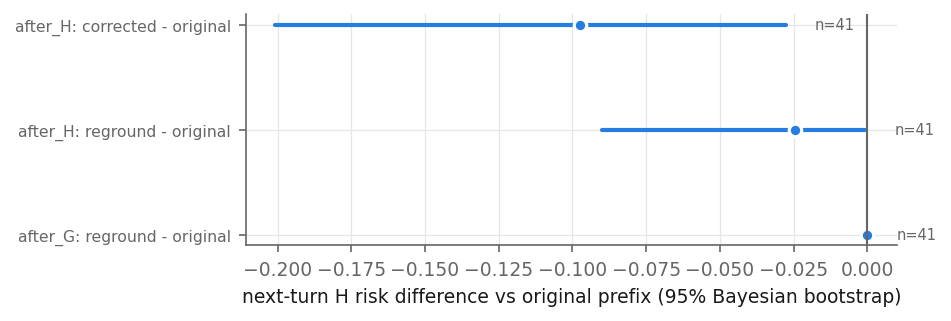 after_H: corrected - original
n=41
after_H: reground - original
n=41
after_G: reground - original
n=41
−0.200 −0.175 −0.150 −0.125 −0.100 −0.075 −0.050 −0.025 0.000
next-turn H risk difference vs original prefix (95% Bayesian bootstrap)